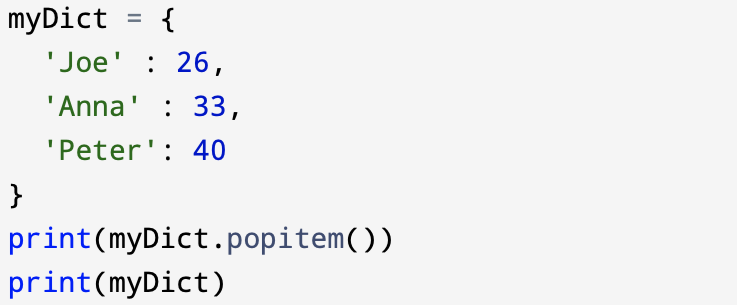 myDict = {
  'Joe' : 26,
  'Anna' : 33,
  'Peter': 40
}
print(myDict.popitem())
print(myDict)